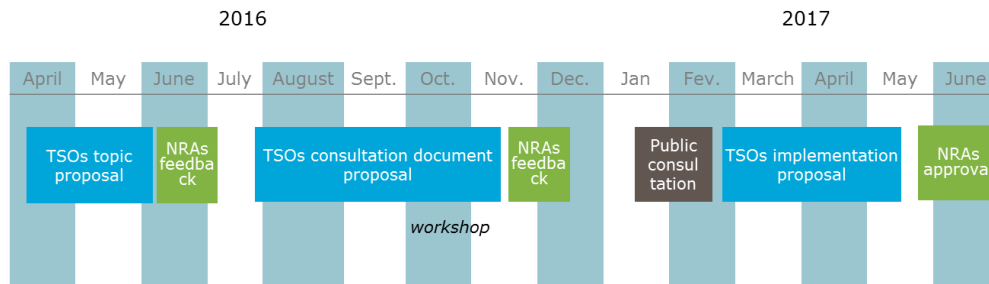 2016
2017
April May June July August Sept. Oct. Nov. Dec. Jan Fev. March April May June
TSOs topic
proposal
NRAs
feedba
ck
TSOs consultation document
proposal
NRAs
feedba
ck
Public
consul
tation
TSOs implementation
proposal
NRAs
approva
workshop